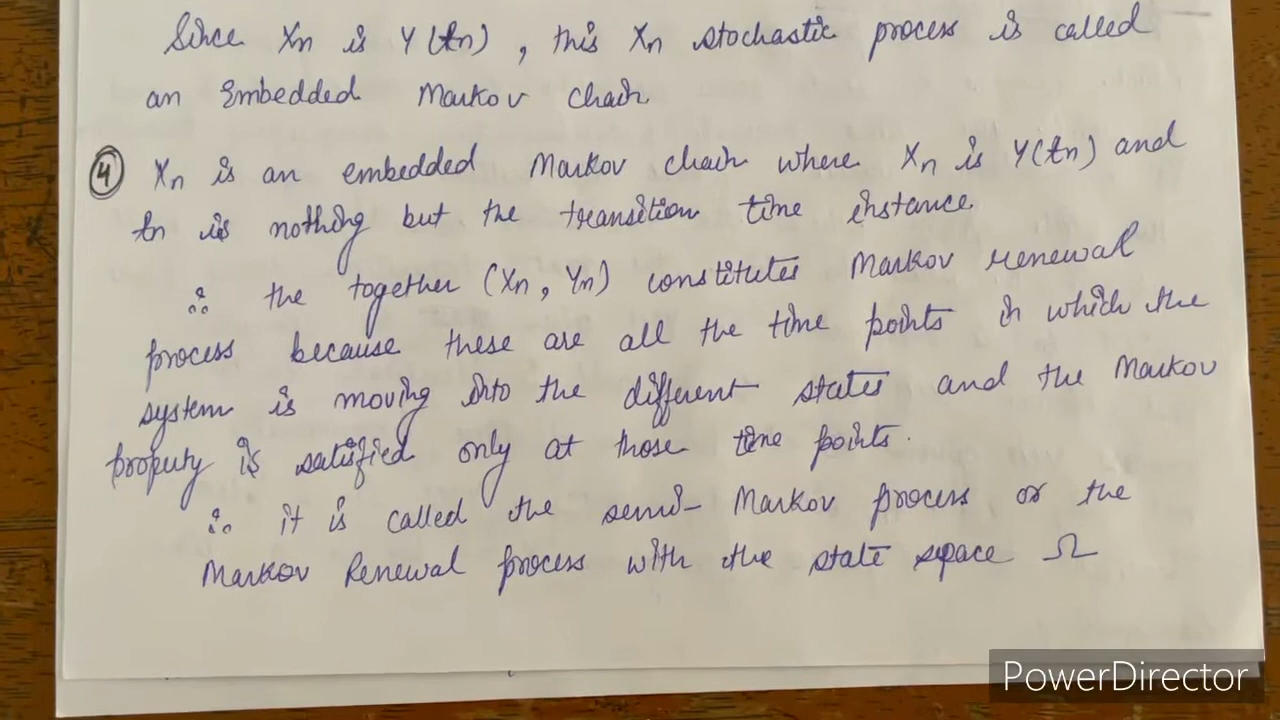 Since Xn is Y(tn), this Xn stochastic process is called
an Embedded Markov chain
④ Xn is an embedded Markov chain where Xn is Y(tn) and
tn is nothing but the transition time instance
∴ the together (Xn, Yn) constitutes Markov renewal
process because these are all the time points in which the
system is moving into the different states and the Markov
property is satisfied only at those time points.
∴ it is called the semi-Markov process or the
Markov Renewal process with the state space Ω
PowerDirector